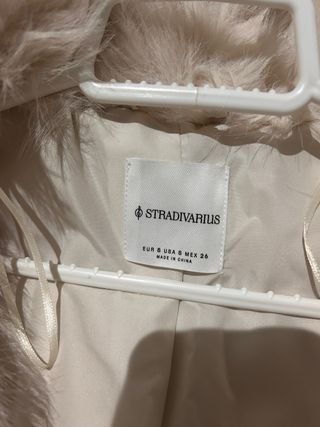 STRADIVARIUS
EUR S USA S MEX 26
MADE IN CHINA